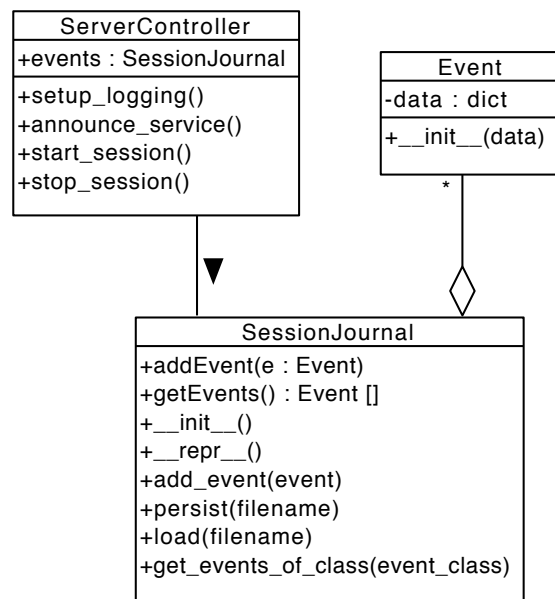 ServerController
+events : SessionJournal
+setup_logging()
+announce_service()
+start_session()
+stop_session()
Event
-data : dict
+__init__(data)
*
SessionJournal
+addEvent(e : Event)
+getEvents() : Event []
+__init__()
+__repr__()
+add_event(event)
+persist(filename)
+load(filename)
+get_events_of_class(event_class)